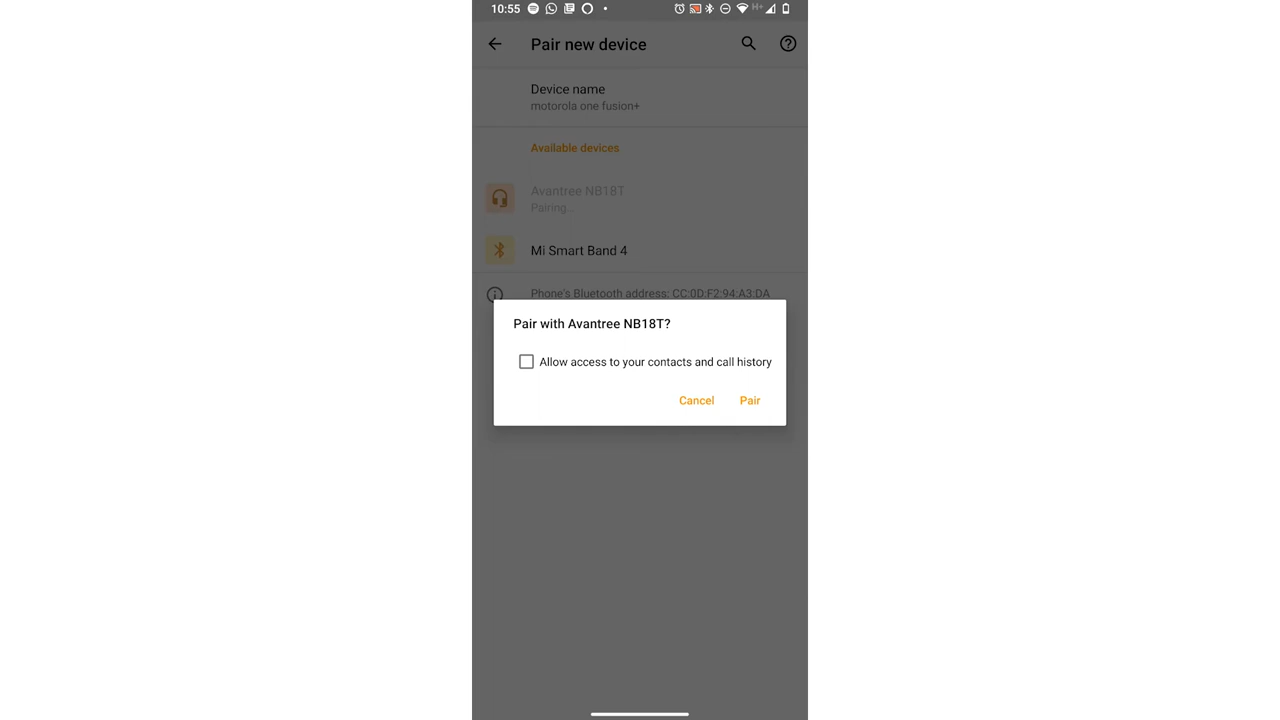 10:55
H+
Pair new device
Device name
motorola one fusion+
Available devices
Avantree NB18T
Pairing...
Mi Smart Band 4
Phone's Bluetooth address: CC:0D:F2:94:A3:DA
Pair with Avantree NB18T?
Allow access to your contacts and call history
Cancel Pair